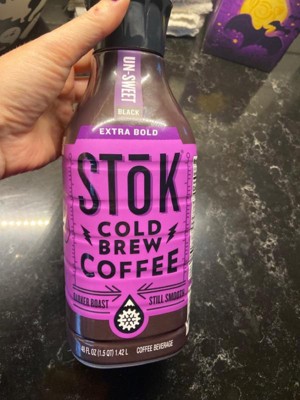 UN-SWEET
BLACK
EXTRA BOLD
STōK
COLD
BREW
COFFEE
DARKER ROAST STILL SMOOTH
48 FL OZ (1.5 QT) 1.42 L COFFEE BEVERAGE